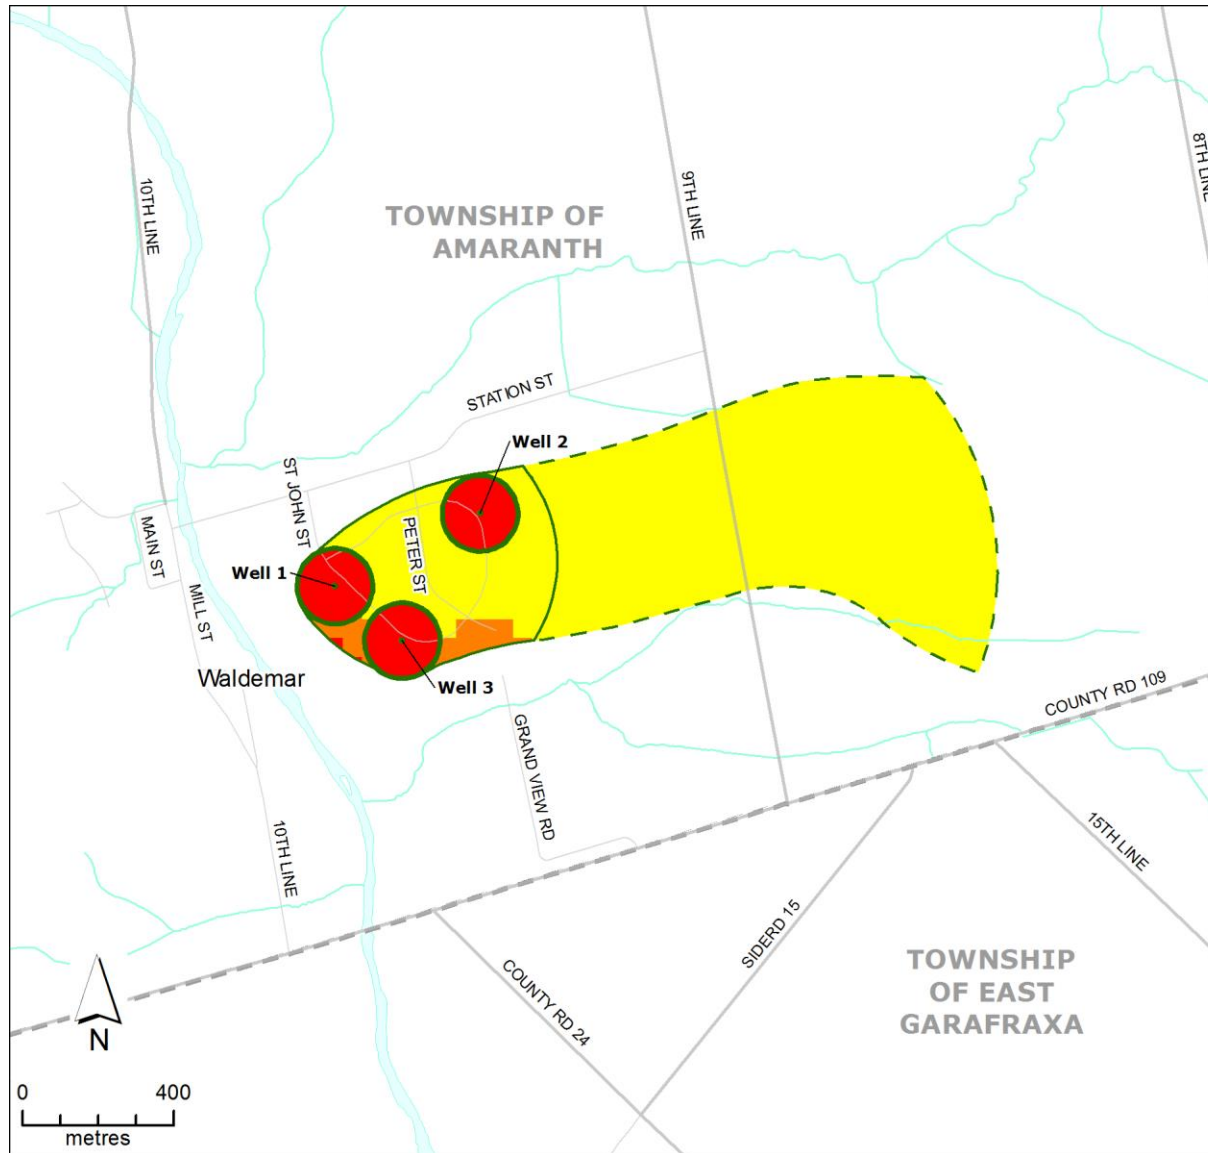 10TH LINE
9TH LINE
8TH LINE
TOWNSHIP OF
AMARANTH
STATION ST
Well 2
ST JOHN ST
PETER ST
MAIN ST
Well 1
MILL ST
Waldemar
Well 3
COUNTY RD 109
GRAND VIEW RD
10TH LINE
15TH LINE
SIDERD 15
COUNTY RD 24
TOWNSHIP
OF EAST
GARAFRAXA
N
0 400
metres